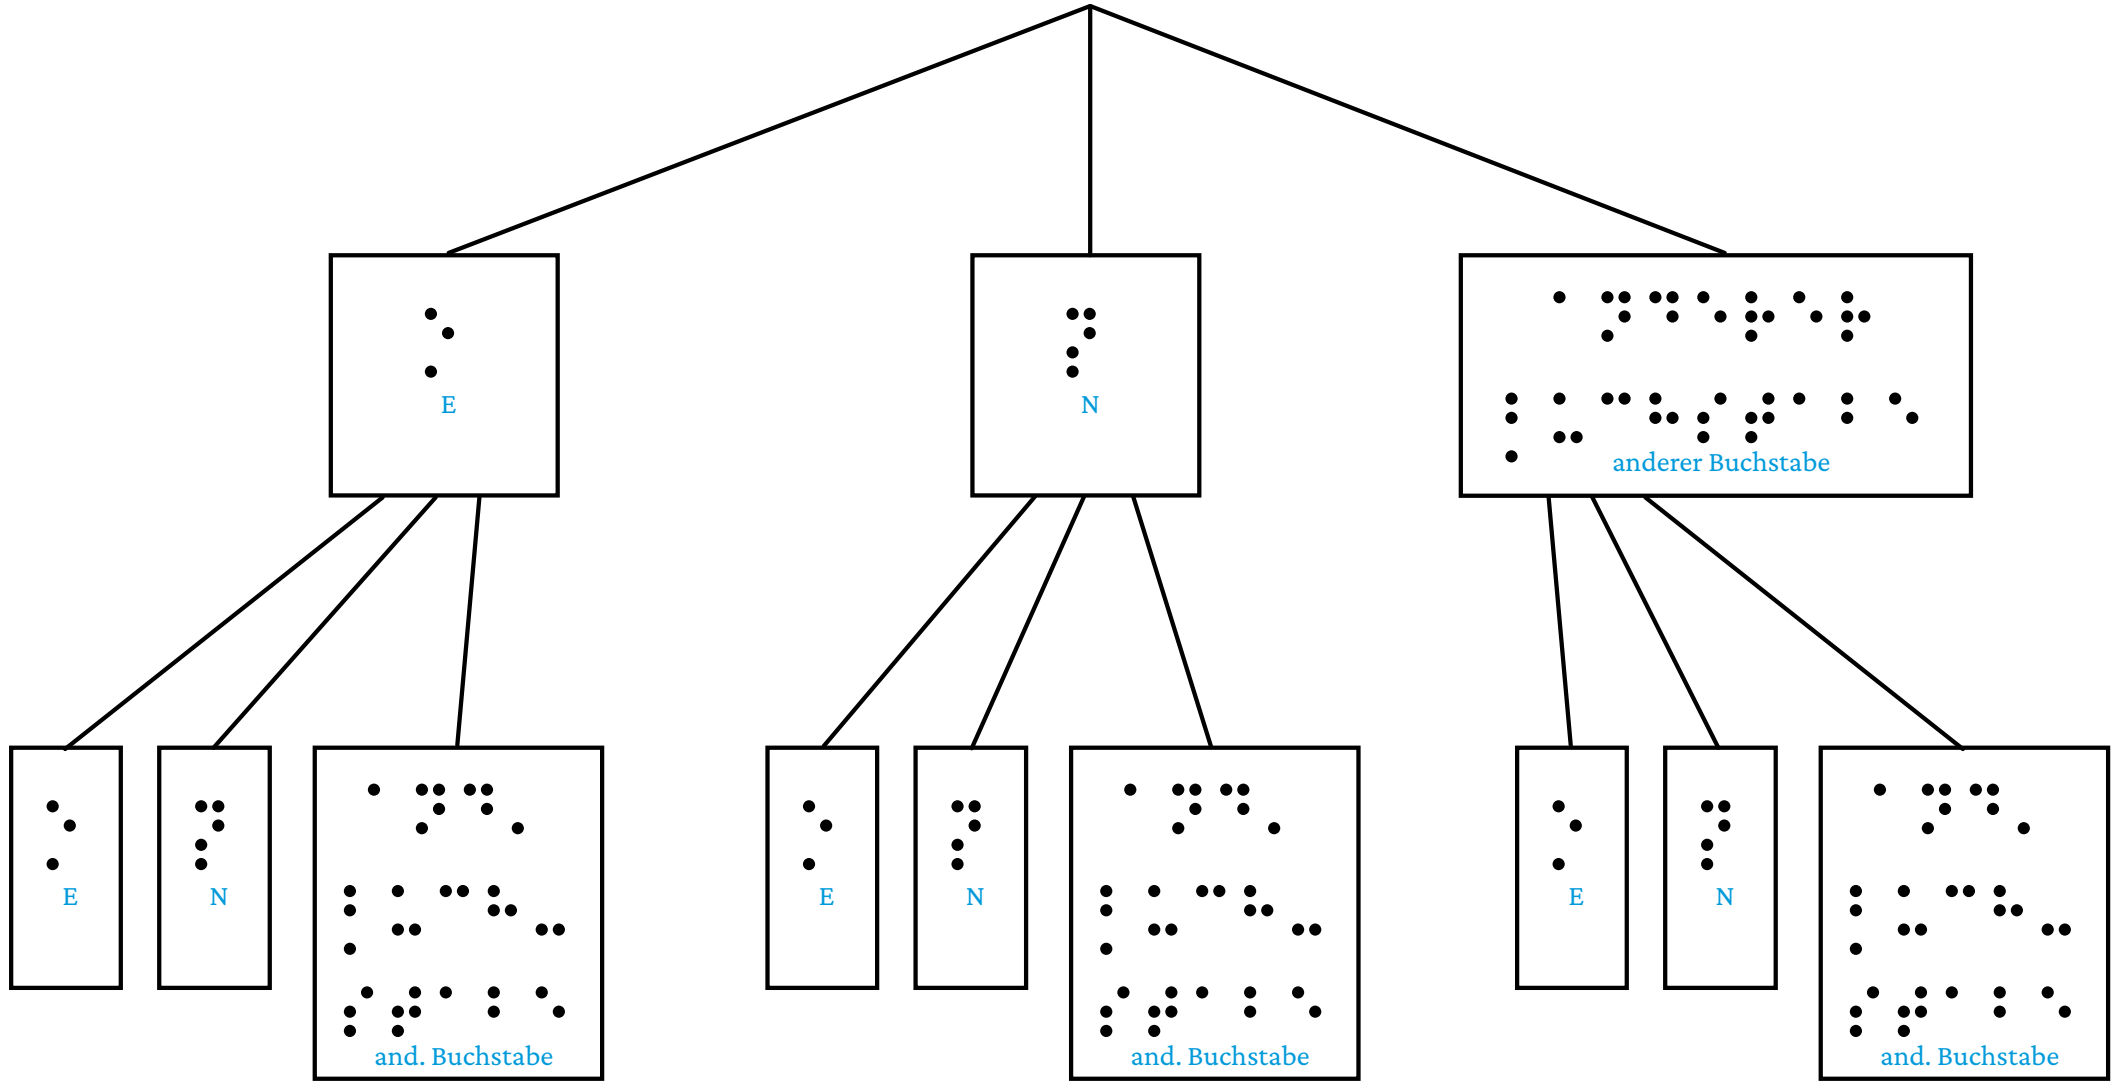 ⡑
E
⡝
N
⠁⠝⠙⠑⠗⠑⠗
⡃⠥⠉⠓⠎⠞⠁⠃⠑
anderer Buchstabe
⡑
E
⡝
N
⠁⠝⠙⠄
⡃⠥⠉⠓⠤
⠎⠞⠁⠃⠑
and. Buchstabe
⡑
E
⡝
N
⠁⠝⠙⠄
⡃⠥⠉⠓⠤
⠎⠞⠁⠃⠑
and. Buchstabe
⡑
E
⡝
N
⠁⠝⠙⠄
⡃⠥⠉⠓⠤
⠎⠞⠁⠃⠑
and. Buchstabe